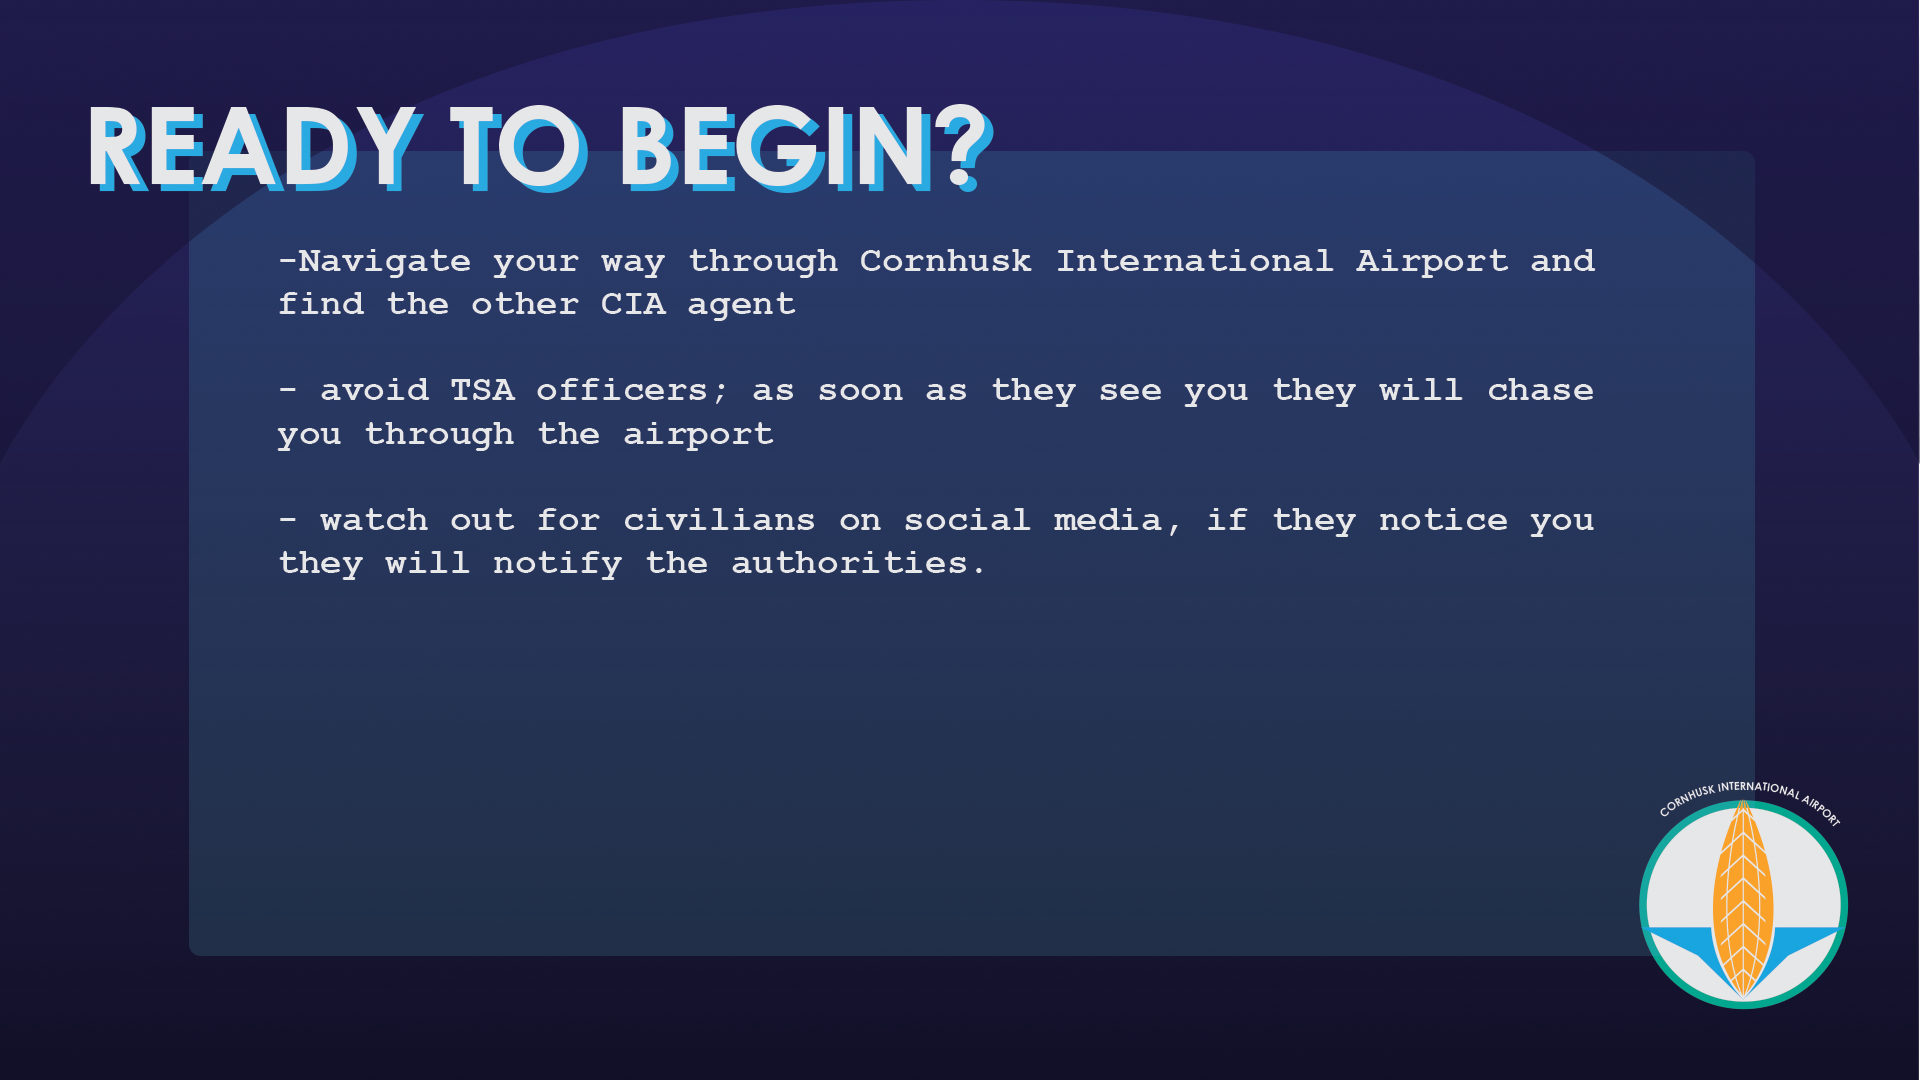 READY TO BEGIN?
-Navigate your way through Cornhusk International Airport and
find the other CIA agent
- avoid TSA officers; as soon as they see you they will chase
you through the airport
- watch out for civilians on social media, if they notice you
they will notify the authorities.
CORNHUSK INTERNATIONAL AIRPORT